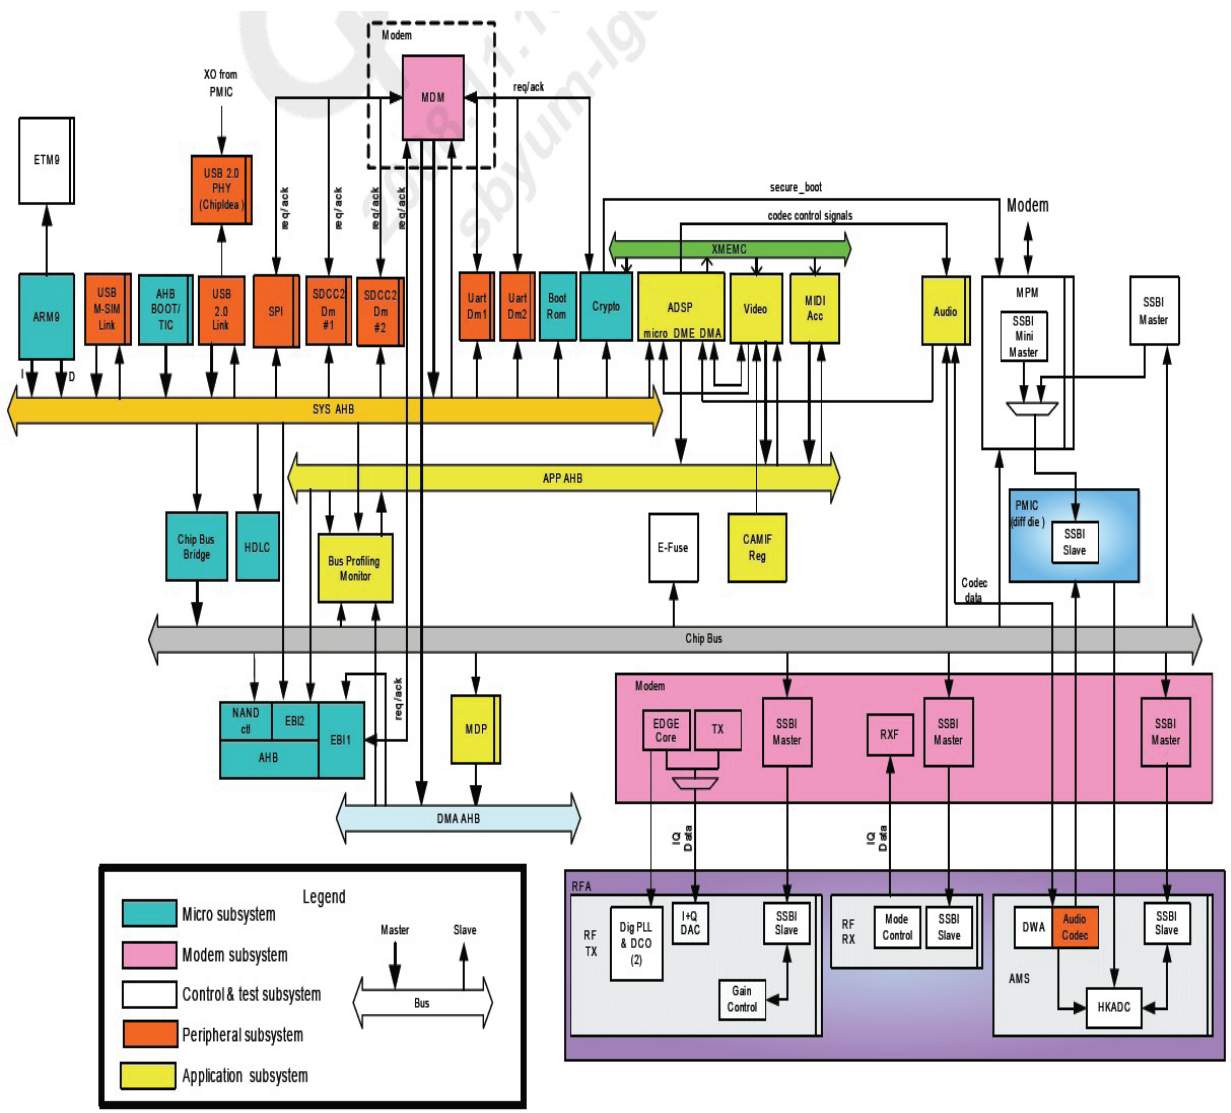 Modem
MDM
XO from
PMIC
req/ack
ETM9
USB 2.0
PHY
(ChipIdea )
req/ack
req/ack
req/ack
req/ack
secure_boot
codec control signals
Modem
XMEMC
ARM9
USB
M-SIM
Link
AHB
BOOT/
TIC
USB
2.0
Link
SPI
SDCC2
Dm
#1
SDCC2
Dm
#2
Uart
Dm1
Uart
Dm2
Boot
Rom
Crypto
ADSP
micro_DME_DMA
Video
MIDI
Acc
Audio
MPM
SSBI
Mini
Master
SSBI
Master
I
D
SYS AHB
APP AHB
Chip Bus
Bridge
HDLC
Bus Profiling
Monitor
E-Fuse
CAMIF
Reg
PMIC
(diff die )
SSBI
Slave
Codec
data
Chip Bus
req/ack
NAND
ctl
EBI2
EBI1
AHB
MDP
DMA AHB
Modem
EDGE
Core
TX
SSBI
Master
RXF
SSBI
Master
SSBI
Master
IQ
Data
IQ
Data
RFA
RF
TX
Dig PLL
& DCO
(2)
I+Q
DAC
SSBI
Slave
Gain
Control
RF
RX
Mode
Control
SSBI
Slave
DWA
Audio
Codec
SSBI
Slave
AMS
HKADC
Legend
Micro subsystem
Modem subsystem
Control & test subsystem
Peripheral subsystem
Application subsystem
Master
Slave
Bus